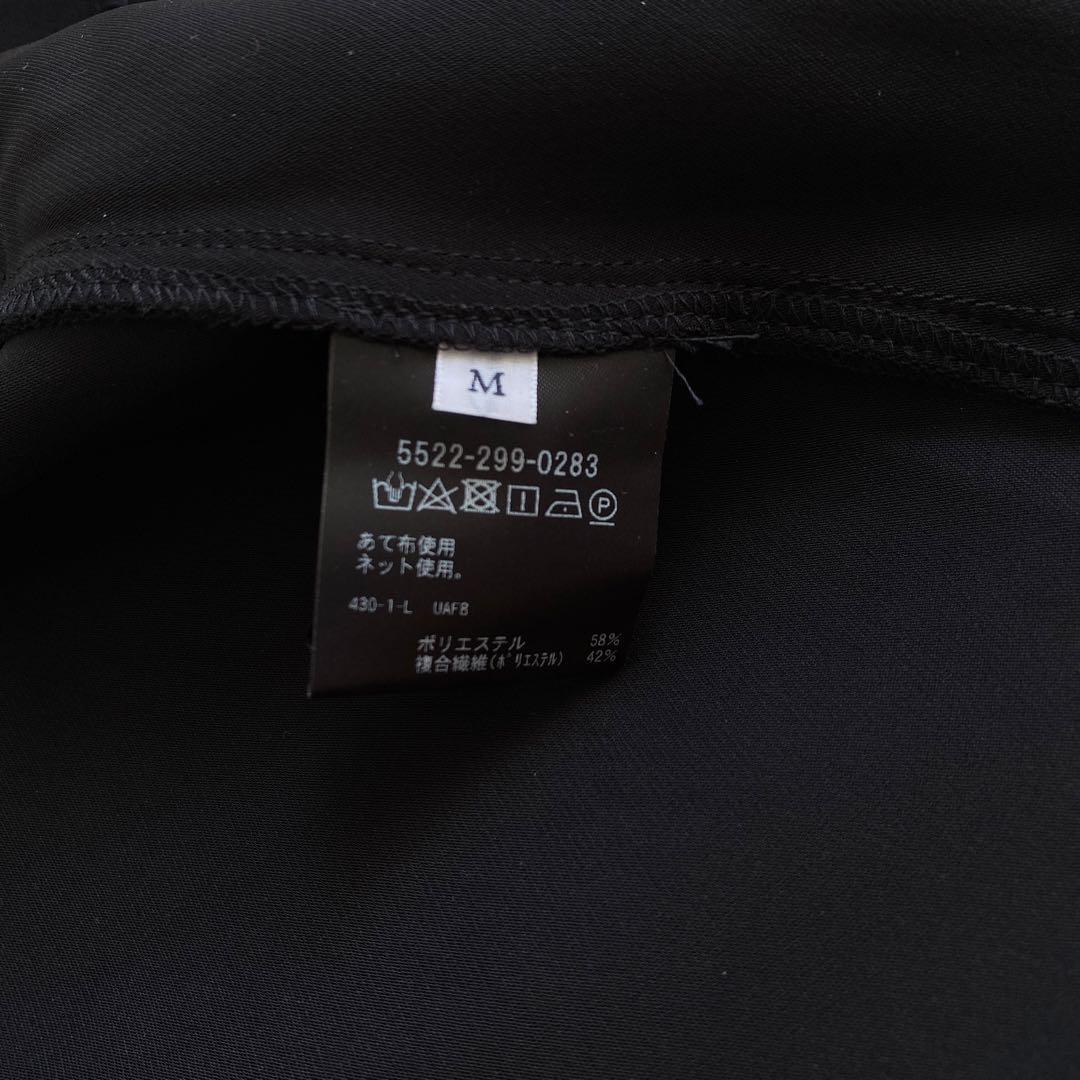 M
5522-299-0283
P
あて布使用
ネット使用。
430-1-L UAFB
ポリエステル 58%
複合繊維(ﾎﾟﾘｴｽﾃﾙ) 42%